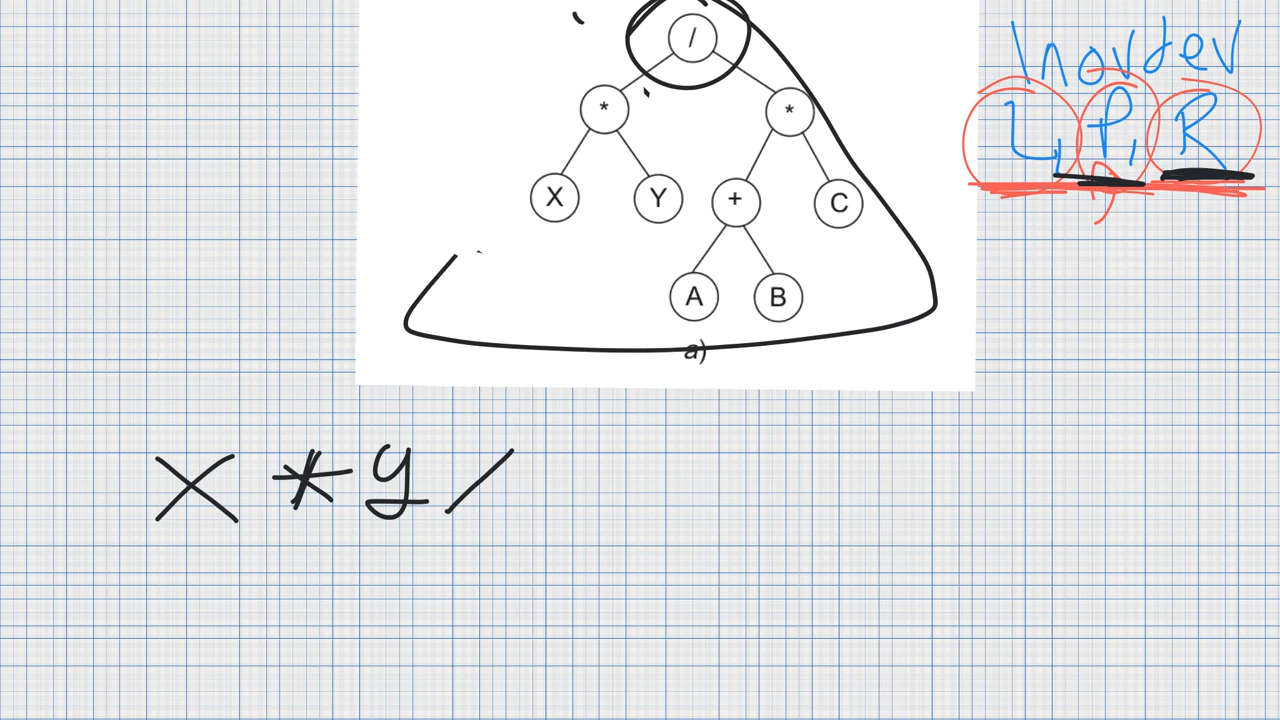 /
* *
X Y + C
A B
a)
Inorder
L, P, R
X * y /